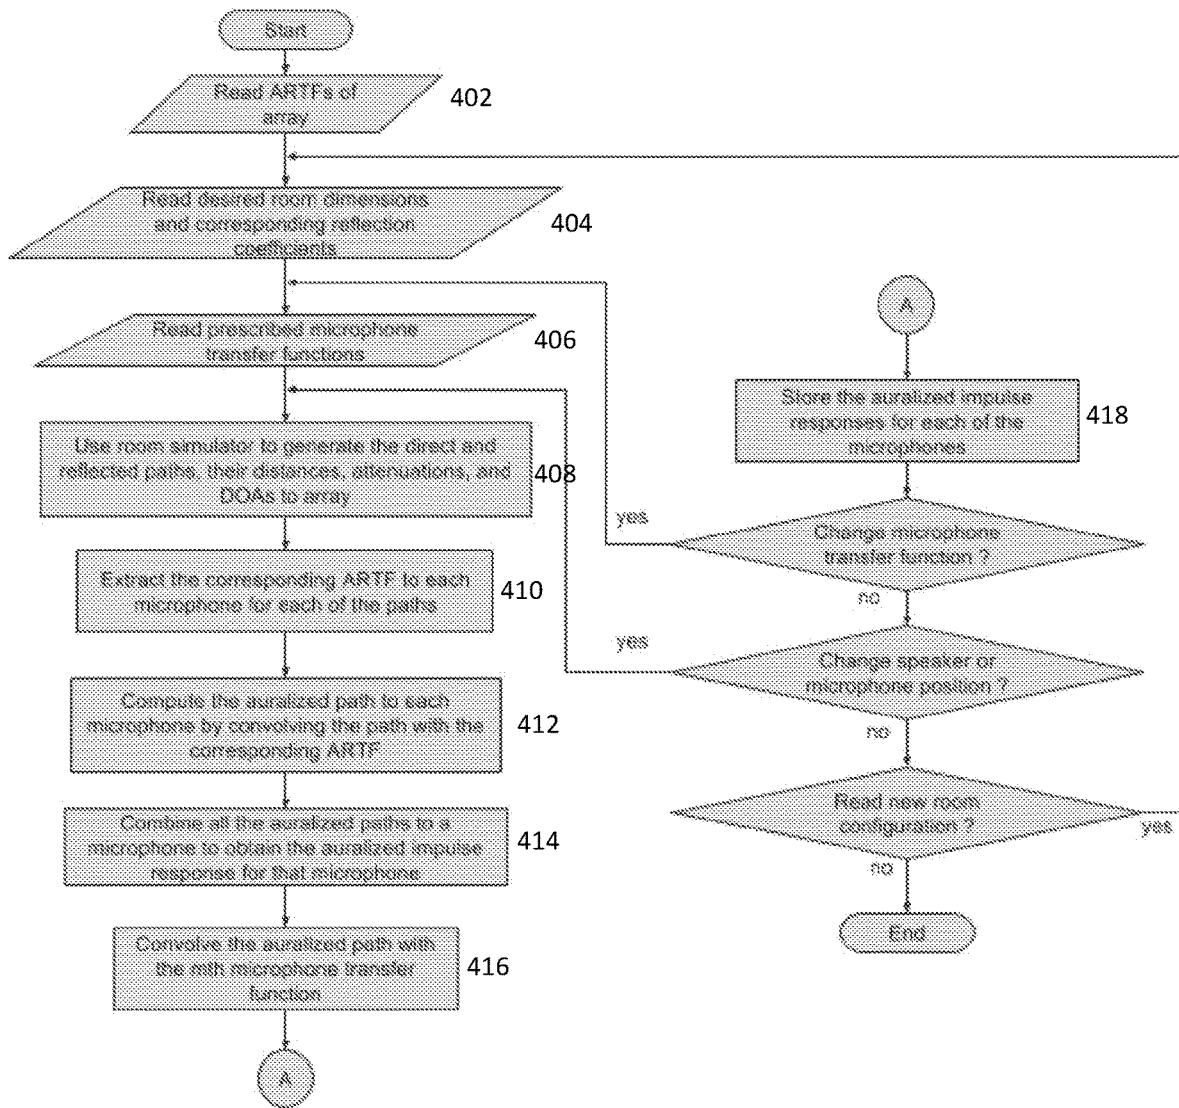 Start
Read ARTFs of
array
402
Read desired room dimensions
and corresponding reflection
coefficients
404
Read prescribed microphone
transfer functions
406
Use room simulator to generate the direct and
reflected paths, their distances, attenuations, and
DOAs to array
408
Extract the corresponding ARTF to each
microphone for each of the paths
410
Compute the auralized path to each
microphone by convolving the path with the
corresponding ARTF
412
Combine all the auralized paths to a
microphone to obtain the auralized impulse
response for that microphone
414
Convolve the auralized path with
the mth microphone transfer
function
416
A
A
Store the auralized impulse
responses for each of the
microphones
418
Change microphone
transfer function ?
yes
no
Change speaker or
microphone position ?
yes
no
Read new room
configuration ?
yes
no
End